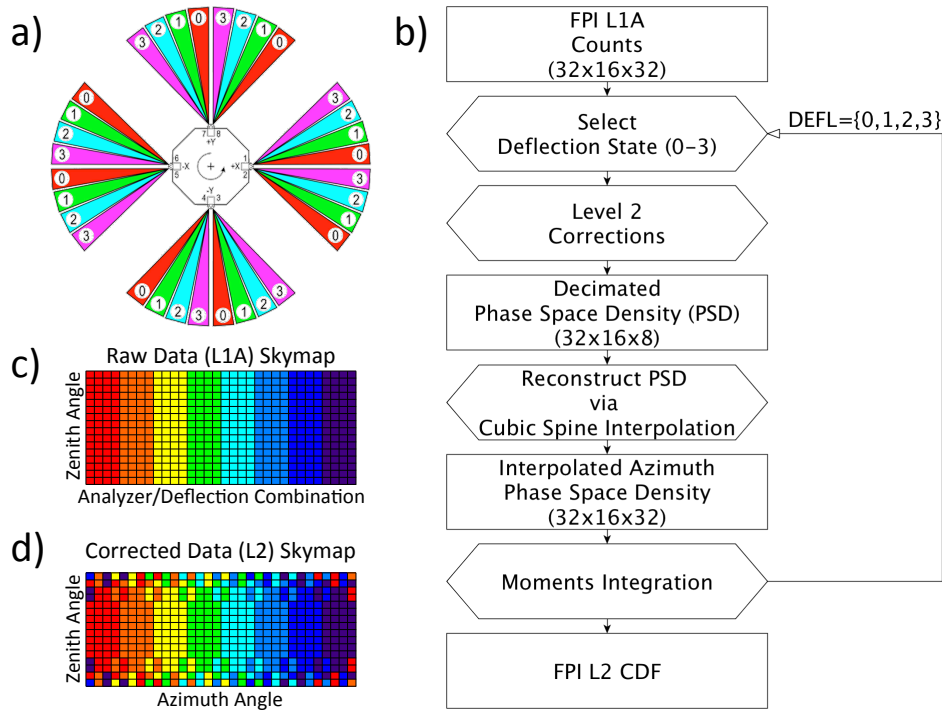 a)
3 2 1 0 3 2 1 0
0 1 2 3 0 1 2 3
3 2 1 0 3 2 1 0
0 1 2 3 0 1 2 3
7 8
+Y
6
-X
5
1
+X
2
-Y
4 3
b)
FPI L1A
Counts
(32x16x32)
Select
Deflection State (0-3)
DEFL={0,1,2,3}
Level 2
Corrections
Decimated
Phase Space Density (PSD)
(32x16x8)
Reconstruct PSD
via
Cubic Spine Interpolation
Interpolated Azimuth
Phase Space Density
(32x16x32)
Moments Integration
FPI L2 CDF
c)
Raw Data (L1A) Skymap
Zenith Angle
Analyzer/Deflection Combination
d)
Corrected Data (L2) Skymap
Zenith Angle
Azimuth Angle